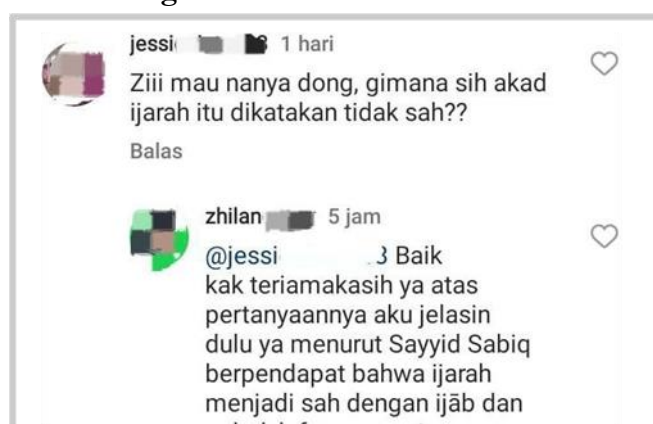 jessi 1 hari
Ziii mau nanya dong, gimana sih akad
ijarah itu dikatakan tidak sah??
Balas
zhilan 5 jam
@jessi 3 Baik
kak teriamakasih ya atas
pertanyaannya aku jelasin
dulu ya menurut Sayyid Sabiq
berpendapat bahwa ijarah
menjadi sah dengan ijāb dan